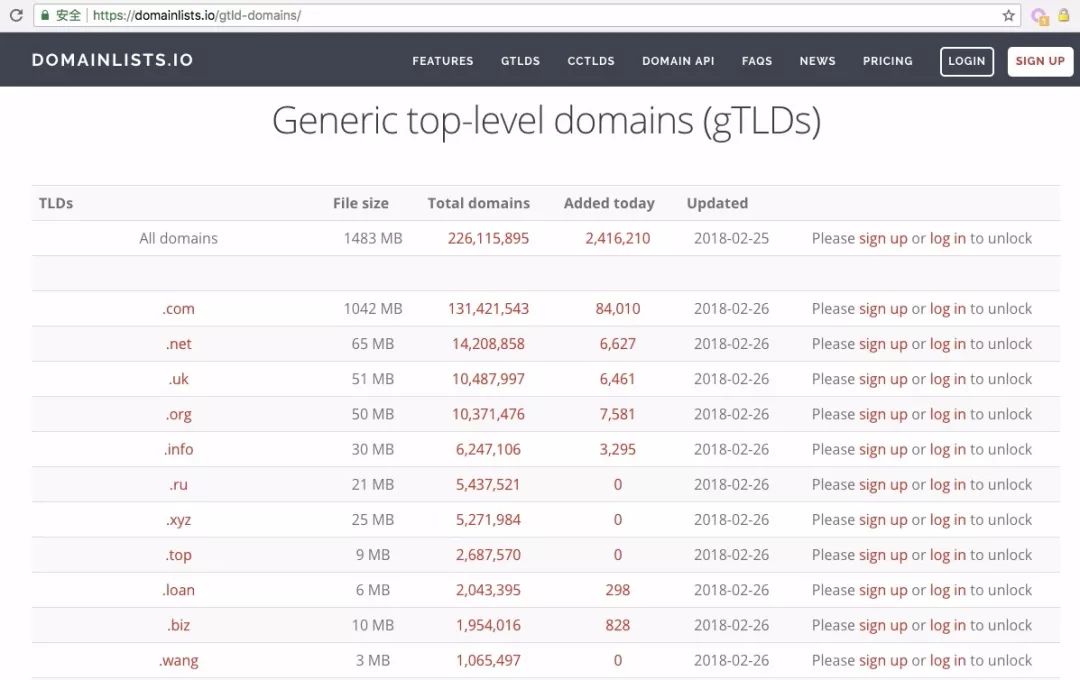 安全 https://domainlists.io/gtld-domains/
DOMAINLISTS.IO FEATURES GTLDS CCTLDS DOMAIN API FAQS NEWS PRICING LOGIN SIGN UP
Generic top-level domains (gTLDs)
TLDs File size Total domains Added today Updated
All domains 1483 MB 226,115,895 2,416,210 2018-02-25 Please sign up or log in to unlock
.com 1042 MB 131,421,543 84,010 2018-02-26 Please sign up or log in to unlock
.net 65 MB 14,208,858 6,627 2018-02-26 Please sign up or log in to unlock
.uk 51 MB 10,487,997 6,461 2018-02-26 Please sign up or log in to unlock
.org 50 MB 10,371,476 7,581 2018-02-26 Please sign up or log in to unlock
.info 30 MB 6,247,106 3,295 2018-02-26 Please sign up or log in to unlock
.ru 21 MB 5,437,521 0 2018-02-26 Please sign up or log in to unlock
.xyz 25 MB 5,271,984 0 2018-02-26 Please sign up or log in to unlock
.top 9 MB 2,687,570 0 2018-02-26 Please sign up or log in to unlock
.loan 6 MB 2,043,395 298 2018-02-26 Please sign up or log in to unlock
.biz 10 MB 1,954,016 828 2018-02-26 Please sign up or log in to unlock
.wang 3 MB 1,065,497 0 2018-02-26 Please sign up or log in to unlock